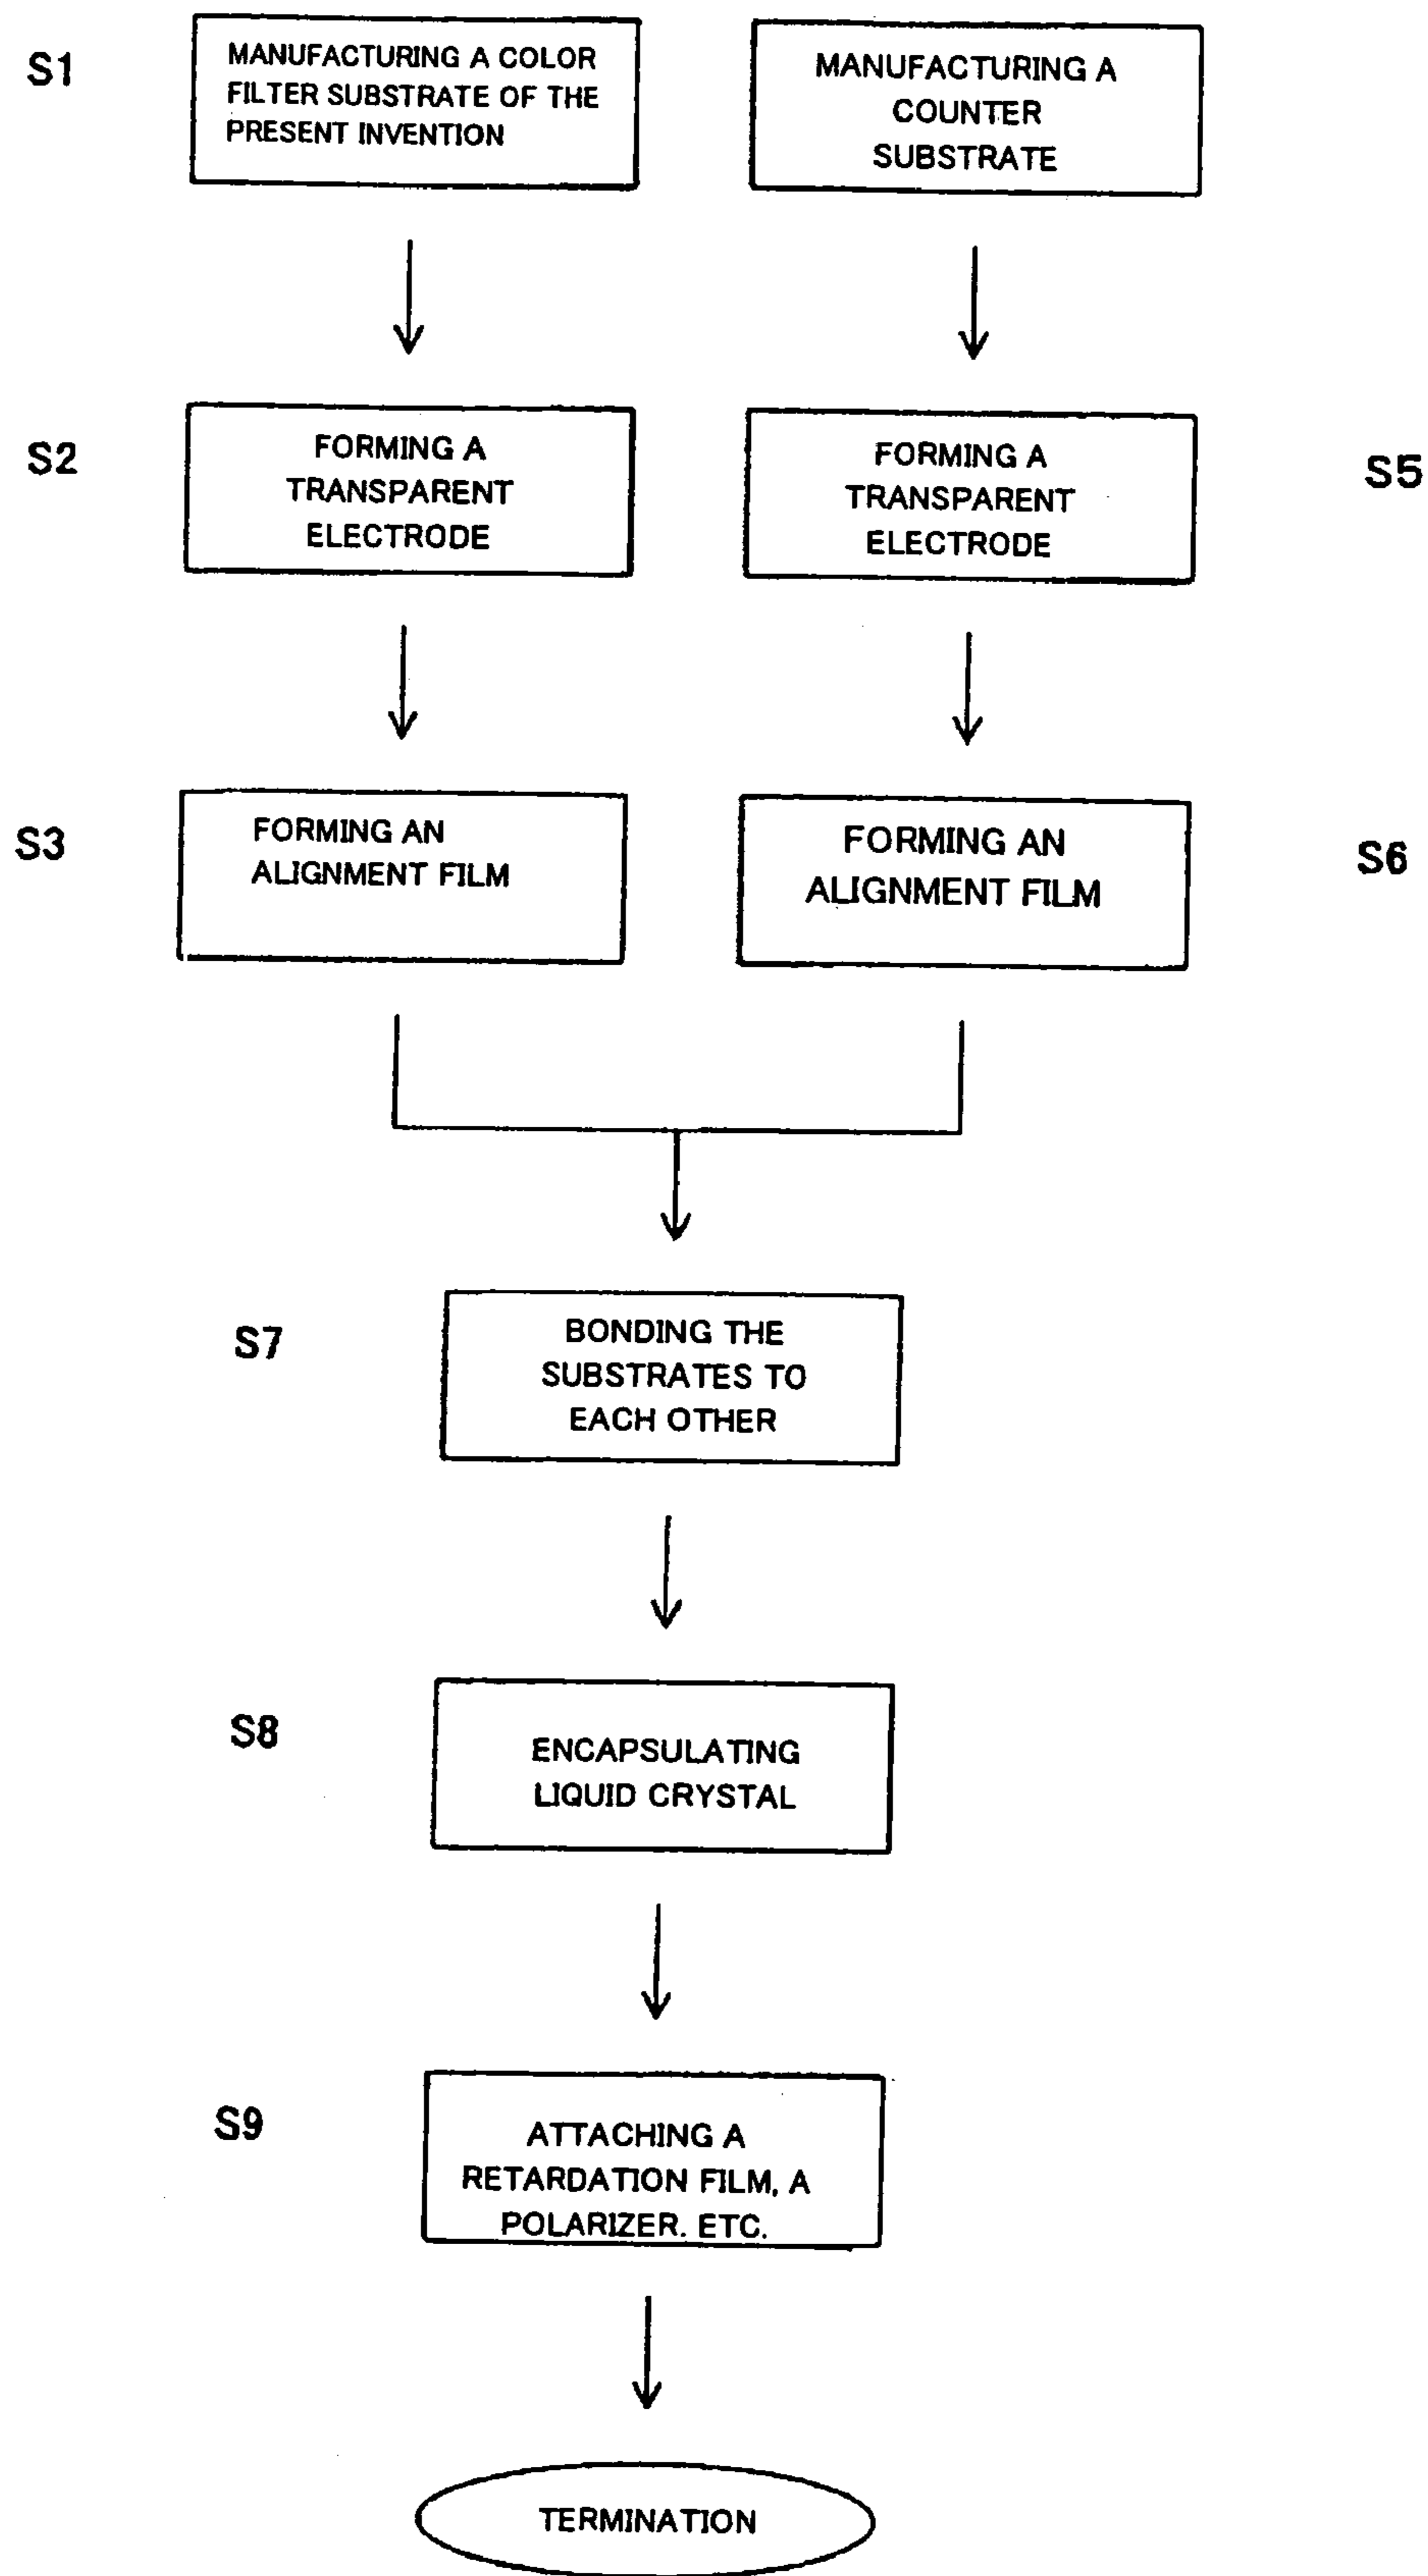 S1
MANUFACTURING A COLOR
FILTER SUBSTRATE OF THE
PRESENT INVENTION
MANUFACTURING A
COUNTER
SUBSTRATE
S2
FORMING A
TRANSPARENT
ELECTRODE
FORMING A
TRANSPARENT
ELECTRODE
S5
S3
FORMING AN
ALIGNMENT FILM
FORMING AN
ALIGNMENT FILM
S6
S7
BONDING THE
SUBSTRATES TO
EACH OTHER
S8
ENCAPSULATING
LIQUID CRYSTAL
S9
ATTACHING A
RETARDATION FILM, A
POLARIZER. ETC.
TERMINATION